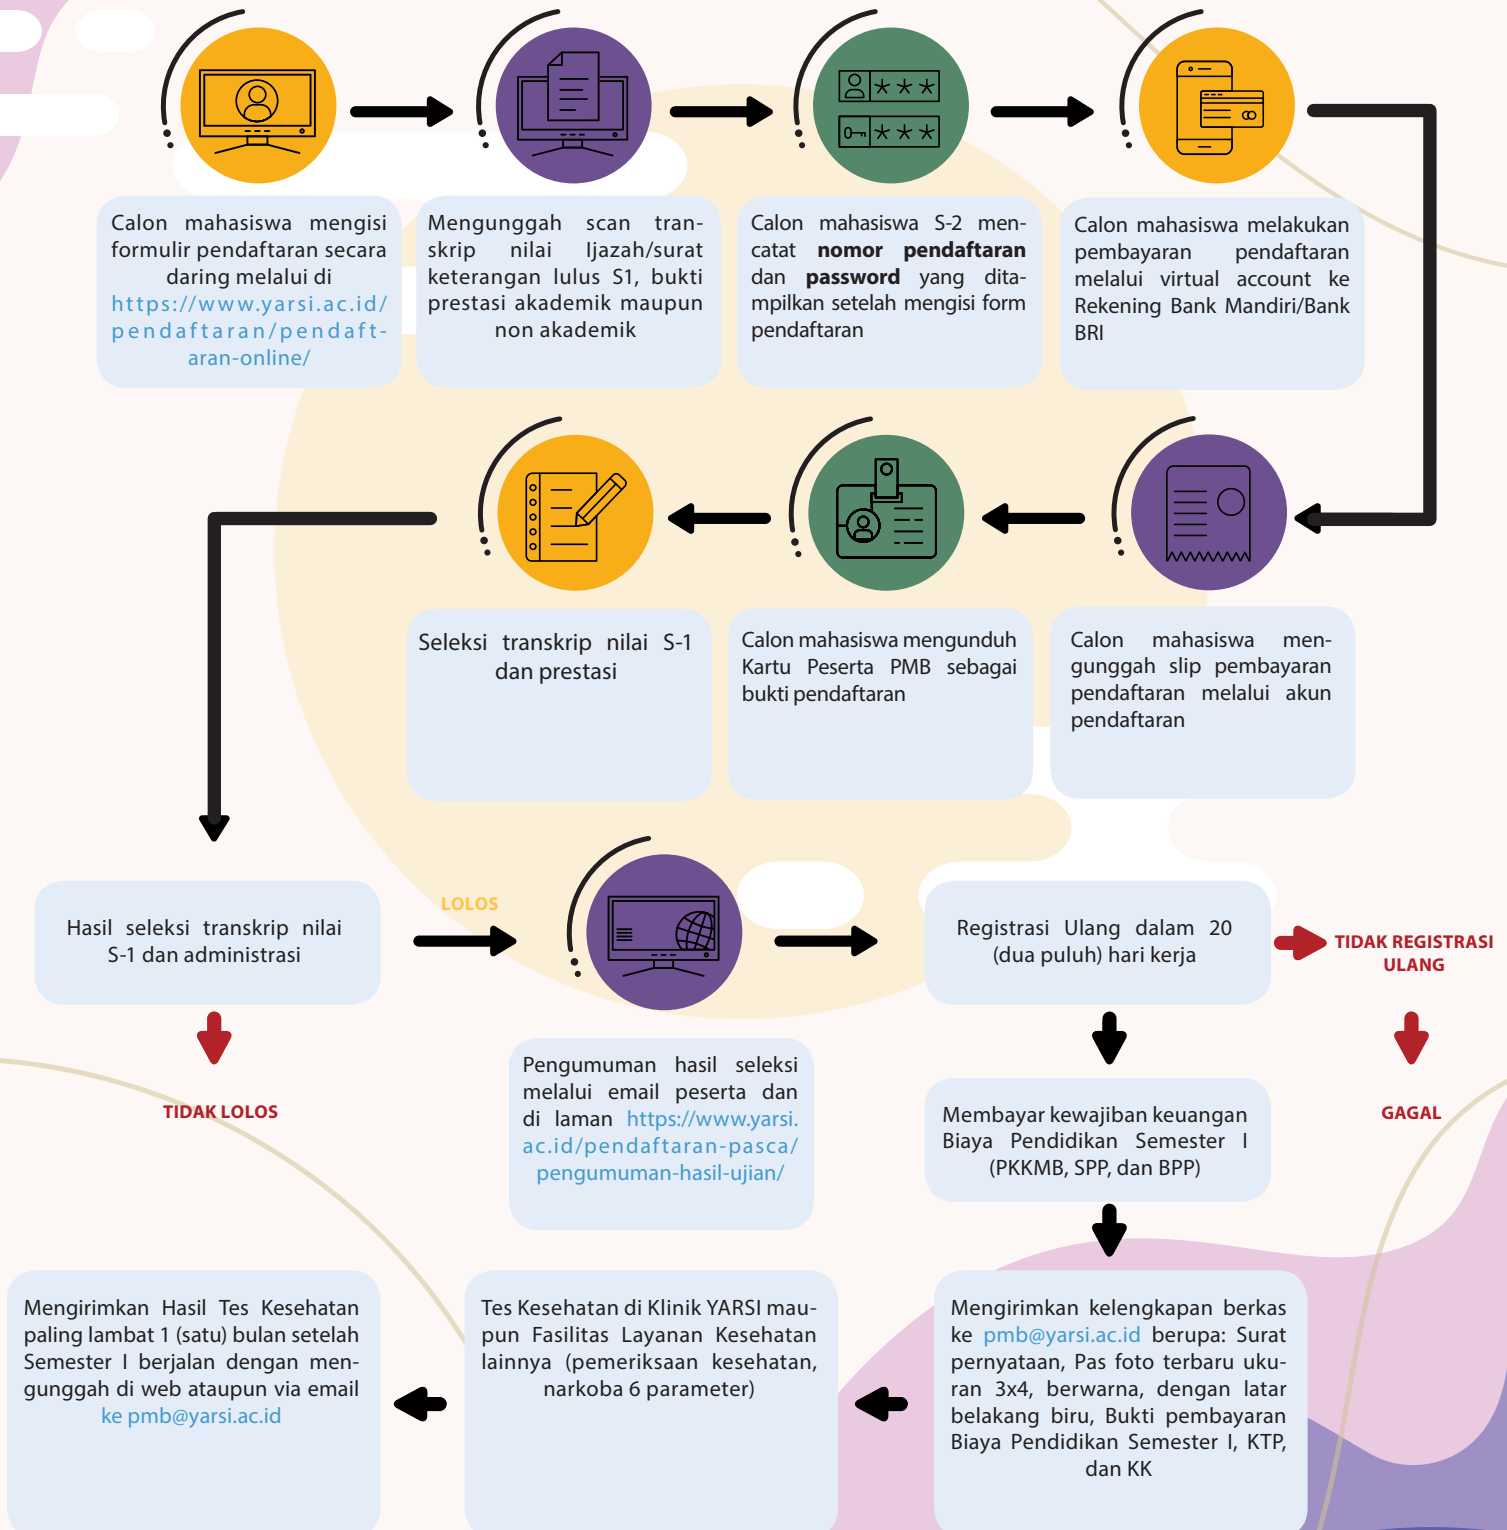 Calon mahasiswa mengisi
formulir pendaftaran secara
daring melalui di
https://www.yarsi.ac.id/
pendaftaran/pendaft-
aran-online/
Mengunggah scan tran-
skrip nilai Ijazah/surat
keterangan lulus S1, bukti
prestasi akademik maupun
non akademik
Calon mahasiswa S-2 men-
catat nomor pendaftaran
dan password yang dita-
mpilkan setelah mengisi form
pendaftaran
Calon mahasiswa melakukan
pembayaran pendaftaran
melalui virtual account ke
Rekening Bank Mandiri/Bank
BRI
Calon mahasiswa men-
gunggah slip pembayaran
pendaftaran melalui akun
pendaftaran
Calon mahasiswa mengunduh
Kartu Peserta PMB sebagai
bukti pendaftaran
Seleksi transkrip nilai S-1
dan prestasi
Hasil seleksi transkrip nilai
S-1 dan administrasi
TIDAK LOLOS
LOLOS
Pengumuman hasil seleksi
melalui email peserta dan
di laman https://www.yarsi.
ac.id/pendaftaran-pasca/
pengumuman-hasil-ujian/
Registrasi Ulang dalam 20
(dua puluh) hari kerja
TIDAK REGISTRASI
ULANG
GAGAL
Membayar kewajiban keuangan
Biaya Pendidikan Semester I
(PKKMB, SPP, dan BPP)
Mengirimkan kelengkapan berkas
ke pmb@yarsi.ac.id berupa: Surat
pernyataan, Pas foto terbaru uku-
ran 3x4, berwarna, dengan latar
belakang biru, Bukti pembayaran
Biaya Pendidikan Semester I, KTP,
dan KK
Tes Kesehatan di Klinik YARSI mau-
pun Fasilitas Layanan Kesehatan
lainnya (pemeriksaan kesehatan,
narkoba 6 parameter)
Mengirimkan Hasil Tes Kesehatan
paling lambat 1 (satu) bulan setelah
Semester I berjalan dengan men-
gunggah di web ataupun via email
ke pmb@yarsi.ac.id